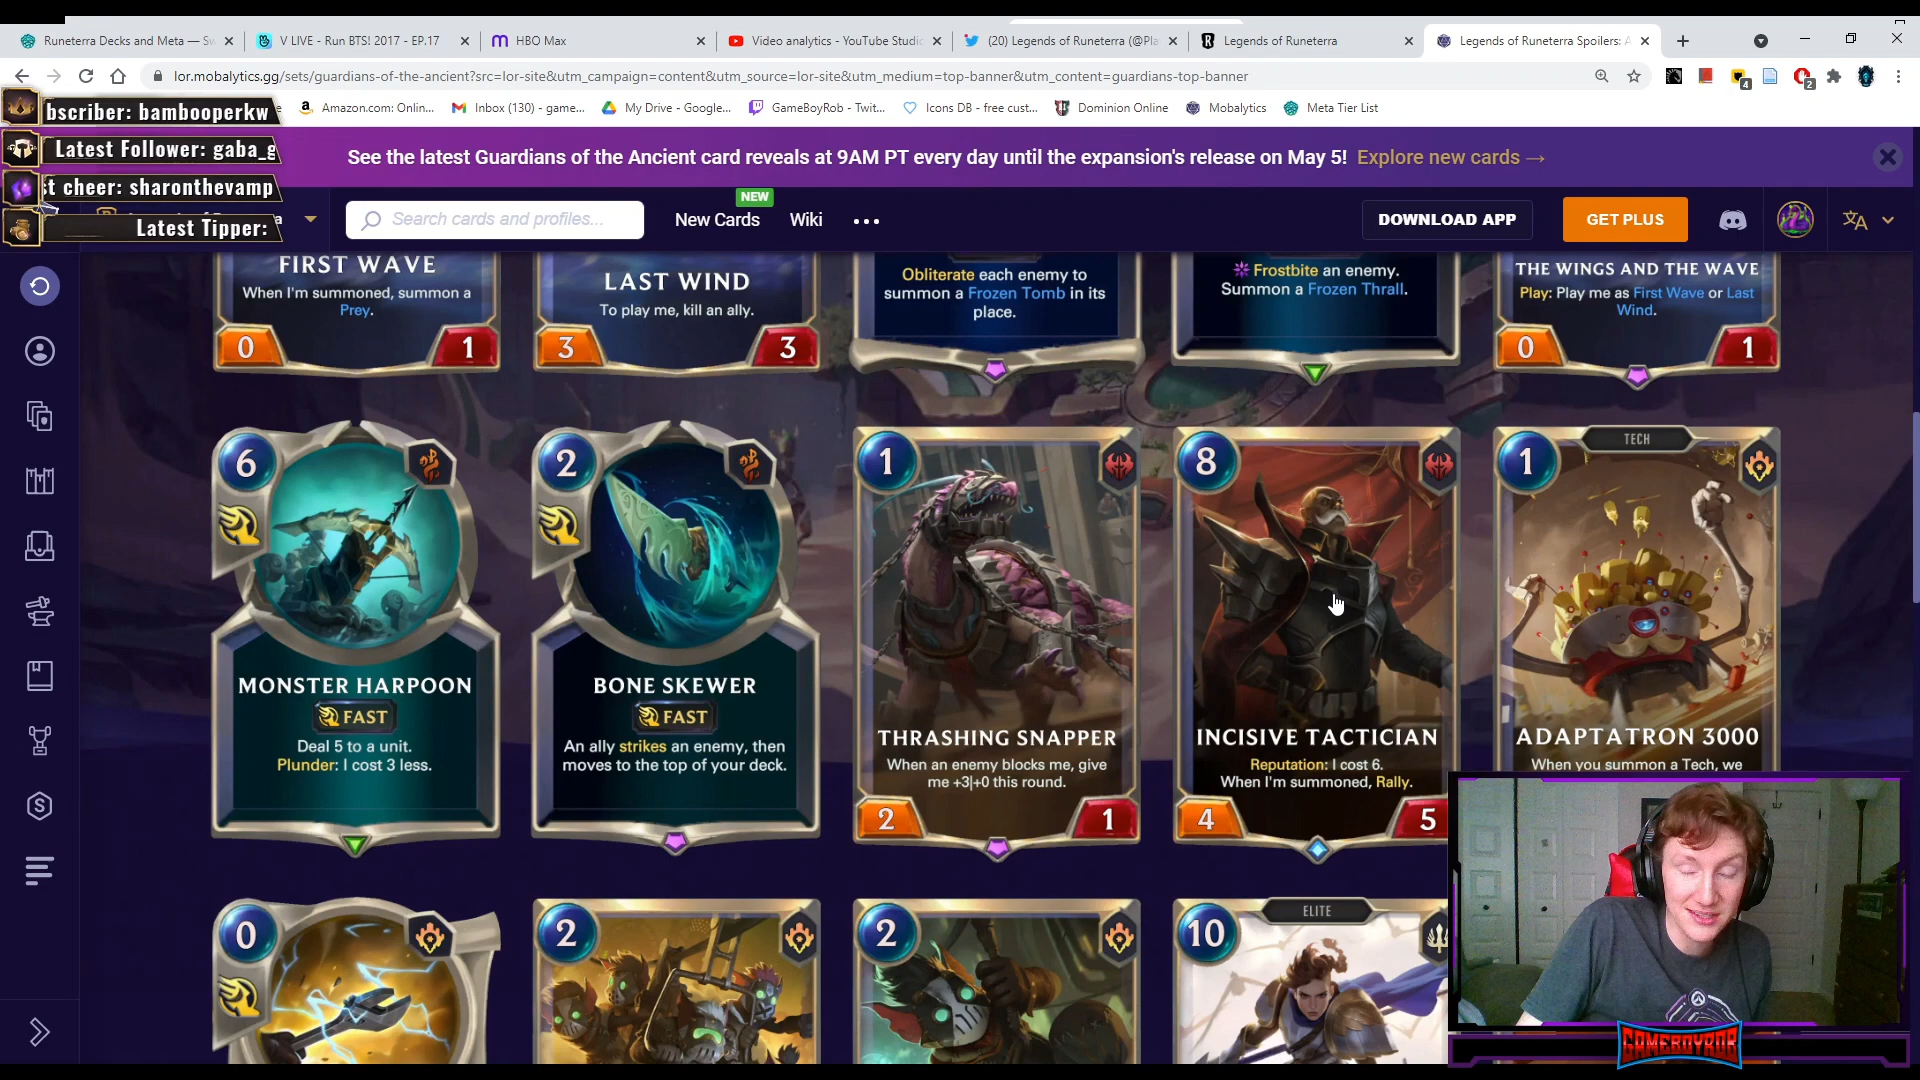 Runeterra Decks and Meta — Sw
V LIVE - Run BTS! 2017 - EP.17
HBO Max
Video analytics - YouTube Studio
(20) Legends of Runeterra (@Pla
Legends of Runeterra
Legends of Runeterra Spoilers: A
lor.mobalytics.gg/sets/guardians-of-the-ancient?src=lor-site&utm_campaign=content&utm_source=lor-site&utm_medium=top-banner&utm_content=guardians-top-banner
4
2
Amazon.com: Onlin...
Inbox (130) - game...
My Drive - Google...
GameBoyRob - Twit...
Icons DB - free cust...
Dominion Online
Mobalytics
Meta Tier List
bscriber: bambooperkw
Latest Follower: gaba_g
st cheer: sharonthevamp
Latest Tipper:
See the latest Guardians of the Ancient card reveals at 9AM PT every day until the expansion's release on May 5! Explore new cards →
Search cards and profiles...
NEW
New Cards
Wiki
DOWNLOAD APP
GET PLUS
FIRST WAVE
When I'm summoned, summon a
Prey.
0
1
LAST WIND
To play me, kill an ally.
3
3
Obliterate each enemy to
summon a Frozen Tomb in its
place.
Frostbite an enemy.
Summon a Frozen Thrall.
THE WINGS AND THE WAVE
Play: Play me as First Wave or Last
Wind.
0
1
6
MONSTER HARPOON
FAST
Deal 5 to a unit.
Plunder: I cost 3 less.
2
BONE SKEWER
FAST
An ally strikes an enemy, then
moves to the top of your deck.
1
THRASHING SNAPPER
When an enemy blocks me, give
me +3|+0 this round.
2
1
8
INCISIVE TACTICIAN
Reputation: I cost 6.
When I'm summoned, Rally.
4
5
TECH
1
ADAPTATRON 3000
When you summon a Tech, we
0
2
2
ELITE
10
GAMEBOYROB